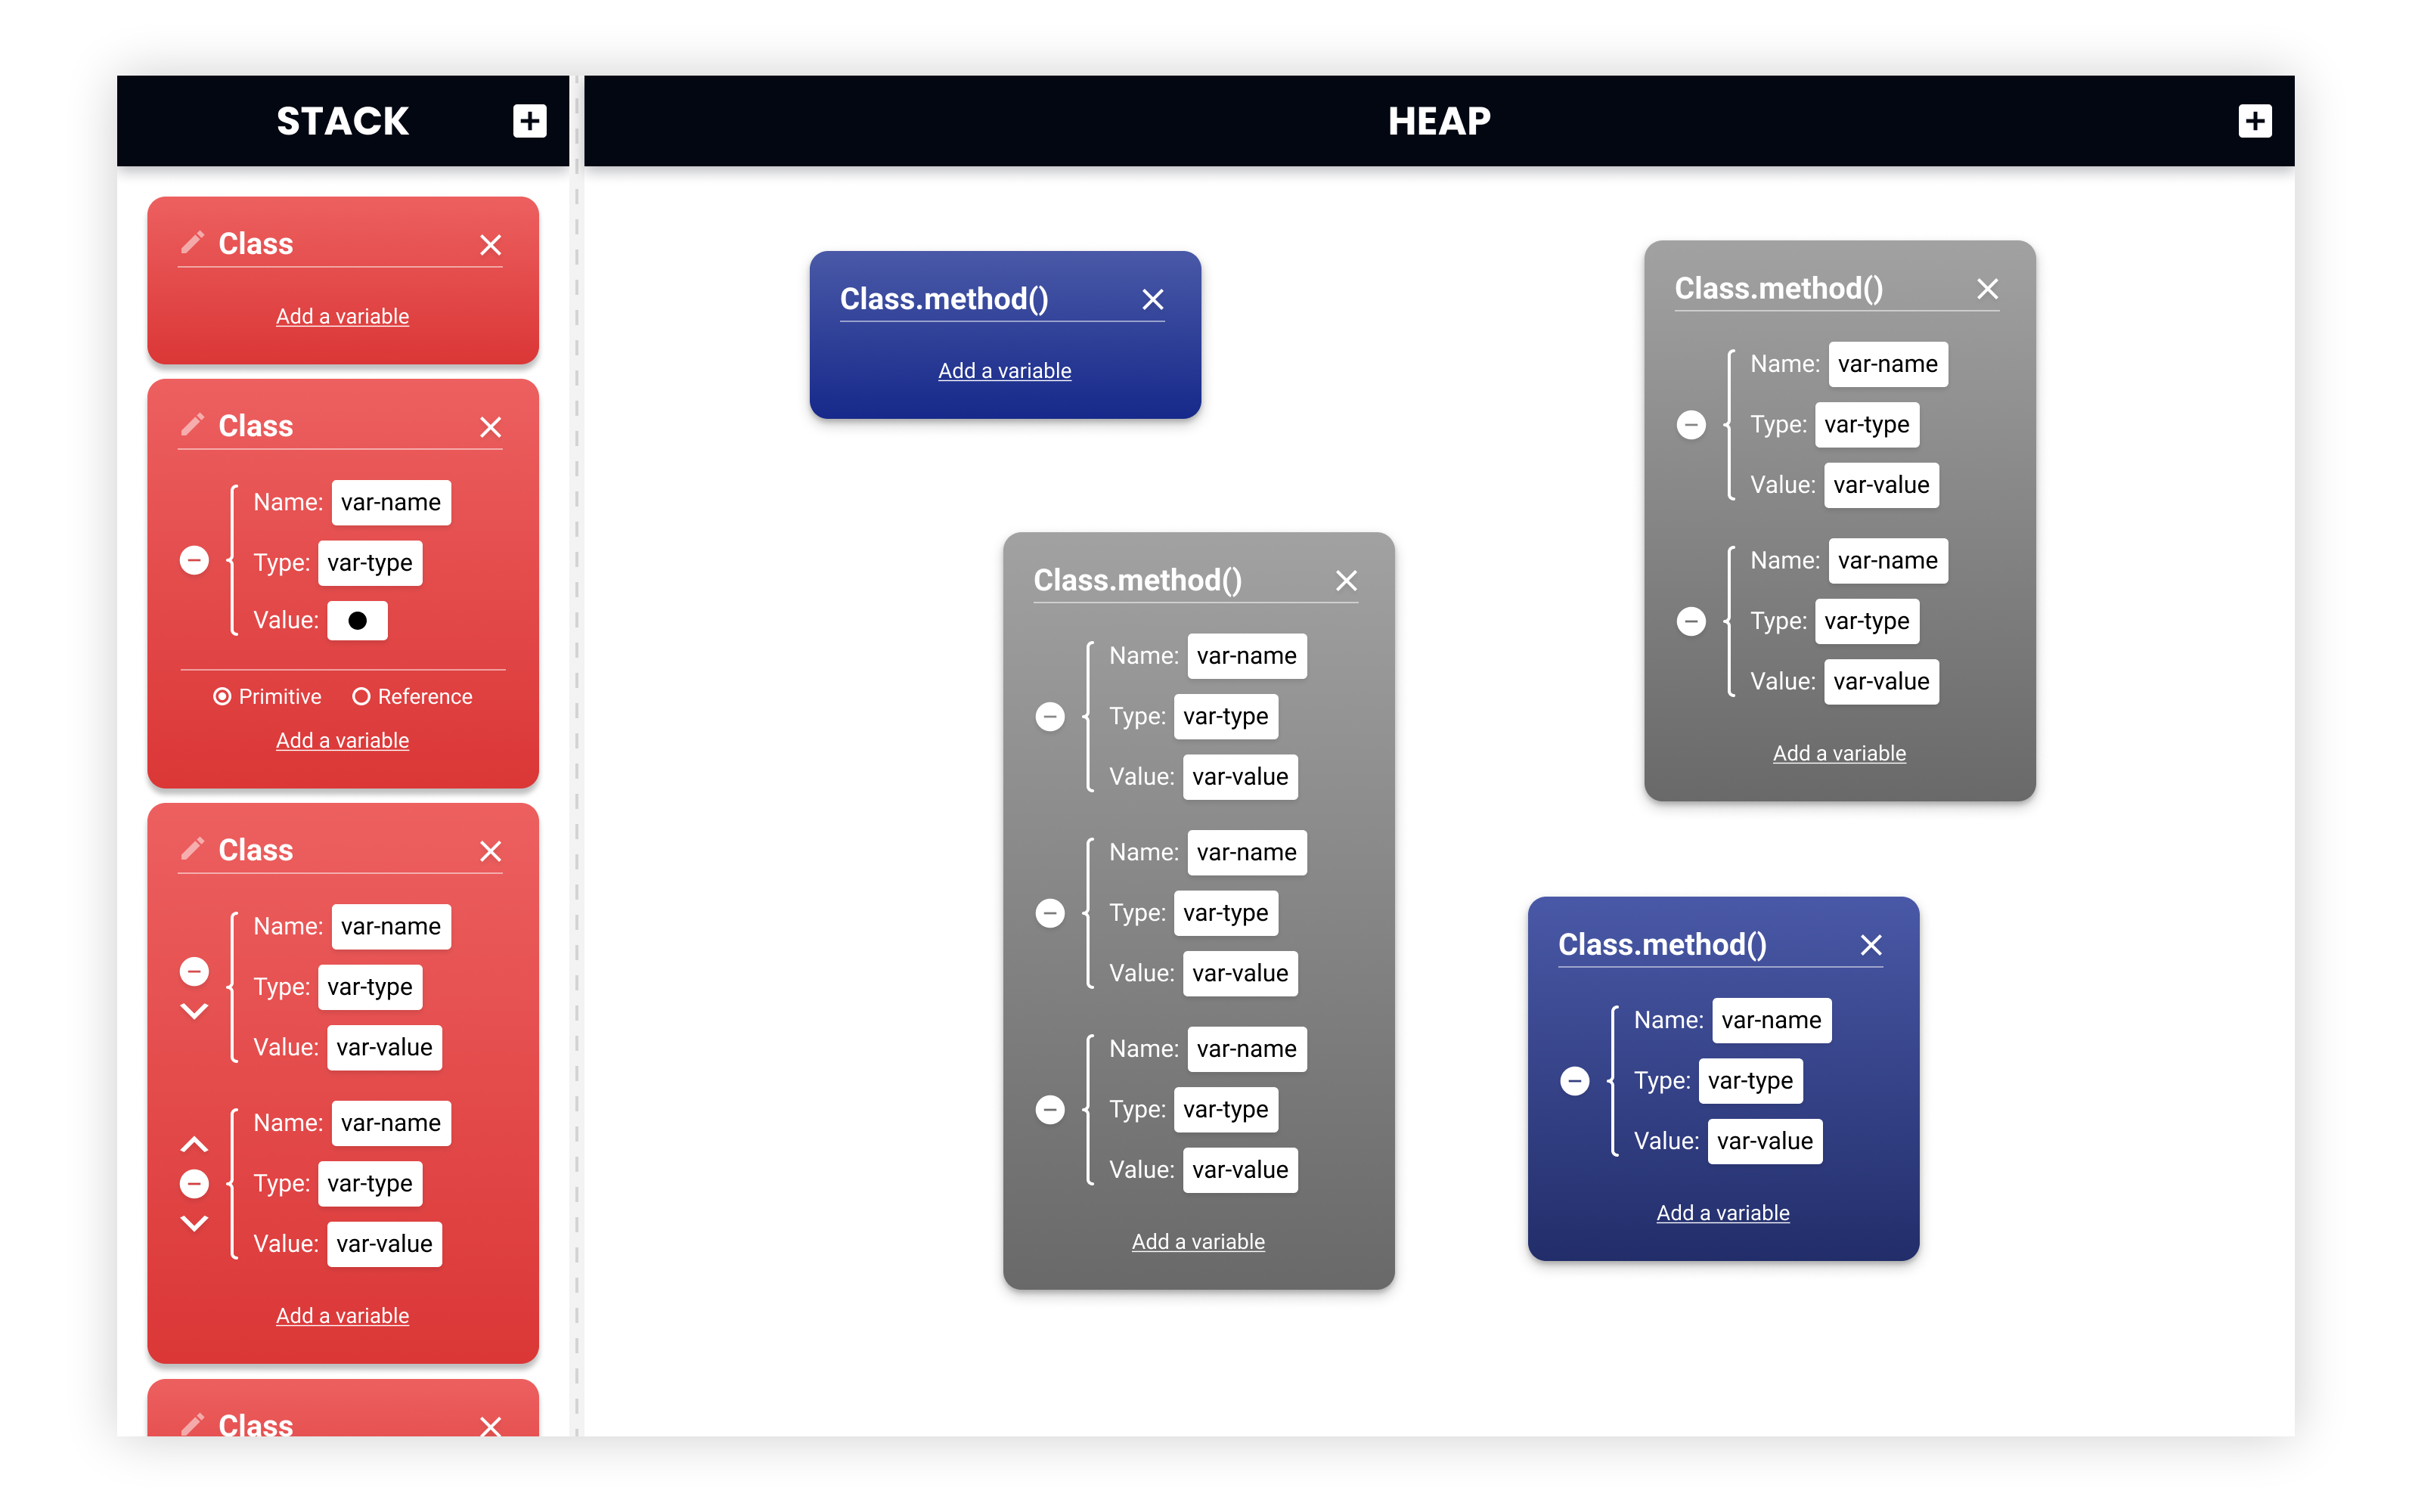 STACK
Class
Add a variable
Class
Name: var-name
Type: var-type
Value:
Primitive Reference
Add a variable
Class
Name: var-name
Type: var-type
Value: var-value
Name: var-name
Type: var-type
Value: var-value
Add a variable
Class
HEAP
Class.method()
Add a variable
Class.method()
Name: var-name
Type: var-type
Value: var-value
Name: var-name
Type: var-type
Value: var-value
Add a variable
Class.method()
Name: var-name
Type: var-type
Value: var-value
Name: var-name
Type: var-type
Value: var-value
Name: var-name
Type: var-type
Value: var-value
Add a variable
Class.method()
Name: var-name
Type: var-type
Value: var-value
Add a variable